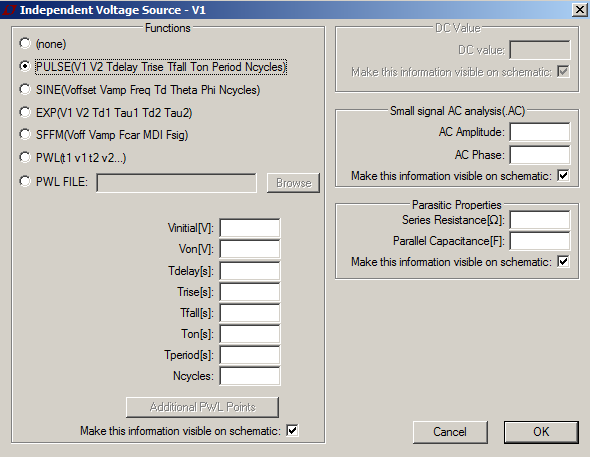 Independent Voltage Source - V1
Functions
(none)
PULSE(V1 V2 Tdelay Trise Tfall Ton Period Ncycles)
SINE(Voffset Vamp Freq Td Theta Phi Ncycles)
EXP(V1 V2 Td1 Tau1 Td2 Tau2)
SFFM(Voff Vamp Fcar MDI Fsig)
PWL(t1 v1 t2 v2...)
PWL FILE:
Browse
Vinitial[V]:
Von[V]:
Tdelay[s]:
Trise[s]:
Tfall[s]:
Ton[s]:
Tperiod[s]:
Ncycles:
Additional PWL Points
Make this information visible on schematic:
DC Value
DC value:
Make this information visible on schematic:
Small signal AC analysis(.AC)
AC Amplitude:
AC Phase:
Make this information visible on schematic:
Parasitic Properties
Series Resistance[Ω]:
Parallel Capacitance[F]:
Make this information visible on schematic:
Cancel
OK